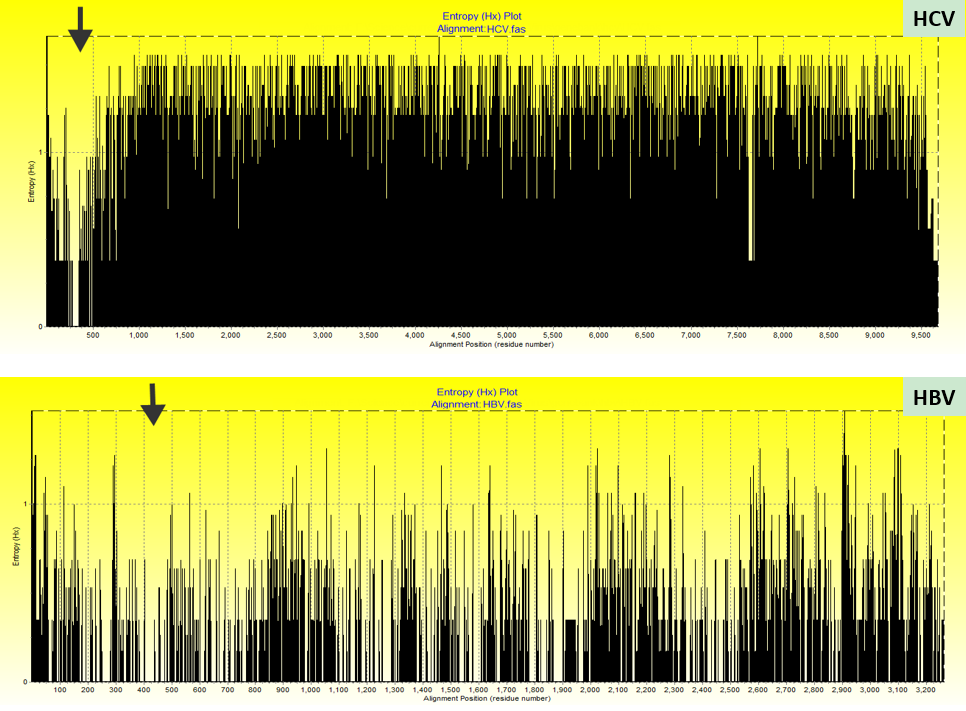 HCV
Entropy (Hx) Plot
Alignment: HCV.fas
1
Entropy (Hx)
0
500 1,000 1,500 2,000 2,500 3,000 3,500 4,000 4,500 5,000 5,500 6,000 6,500 7,000 7,500 8,000 8,500 9,000 9,500
Alignment Position (residue number)
HBV
Entropy (Hx) Plot
Alignment: HBV.fas
1
Entropy (Hx)
0
100 200 300 400 500 600 700 800 900 1,000 1,100 1,200 1,300 1,400 1,500 1,600 1,700 1,800 1,900 2,000 2,100 2,200 2,300 2,400 2,500 2,600 2,700 2,800 2,900 3,000 3,100 3,200
Alignment Position (residue number)